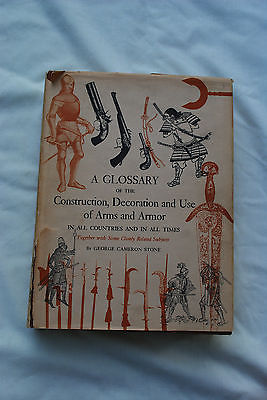 A GLOSSARY
OF THE
Construction, Decoration and Use
of Arms and Armor
IN ALL COUNTRIES AND IN ALL TIMES
Together with Some Closely Related Subjects
By GEORGE CAMERON STONE